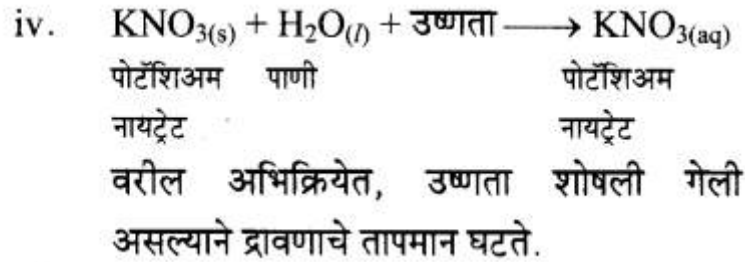 iv. KNO₃₍ₛ₎ + H₂O₍ₗ₎ + उष्णता ⟶ KNO₃₍ₐq₎
पोटॅशिअम पाणी पोटॅशिअम
नायट्रेट नायट्रेट
वरील अभिक्रियेत, उष्णता शोषली गेली
असल्याने द्रावणाचे तापमान घटते.